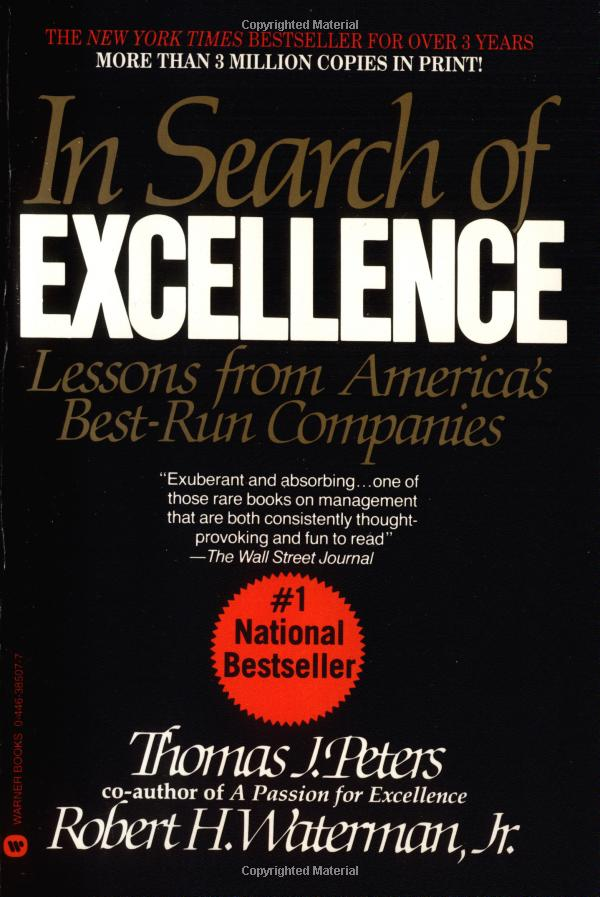 Copyrighted Material
THE NEW YORK TIMES BESTSELLER FOR OVER 3 YEARS
MORE THAN 3 MILLION COPIES IN PRINT!
In Search of
EXCELLENCE
Lessons from America's
Best-Run Companies
"Exuberant and absorbing...one of
those rare books on management
that are both consistently thought-
provoking and fun to read"
—The Wall Street Journal
#1
National
Bestseller
Thomas J. Peters
co-author of A Passion for Excellence
Robert H. Waterman, Jr.
WARNER BOOKS 0-446-38507-7
Copyrighted Material